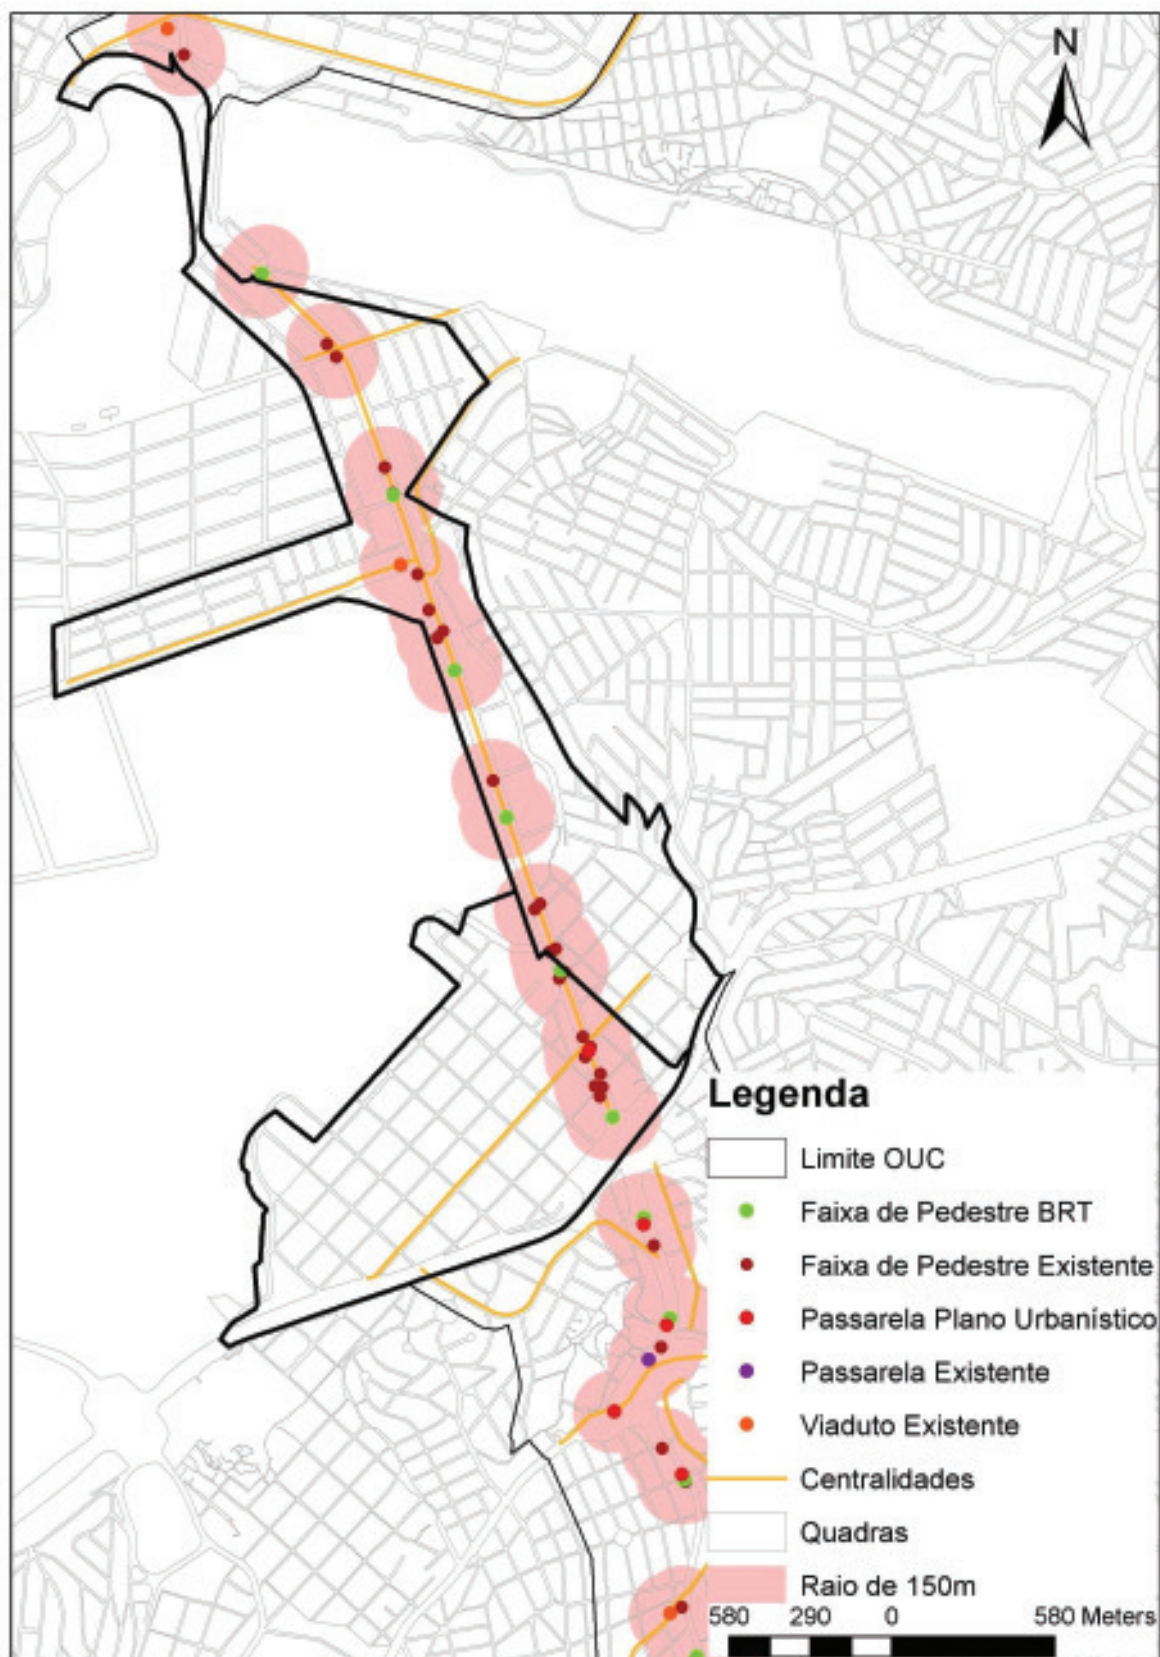 N
Legenda
Limite OUC
Faixa de Pedestre BRT
Faixa de Pedestre Existente
Passarela Plano Urbanístico
Passarela Existente
Viaduto Existente
Centralidades
Quadras
Raio de 150m
580 290 0 580 Meters